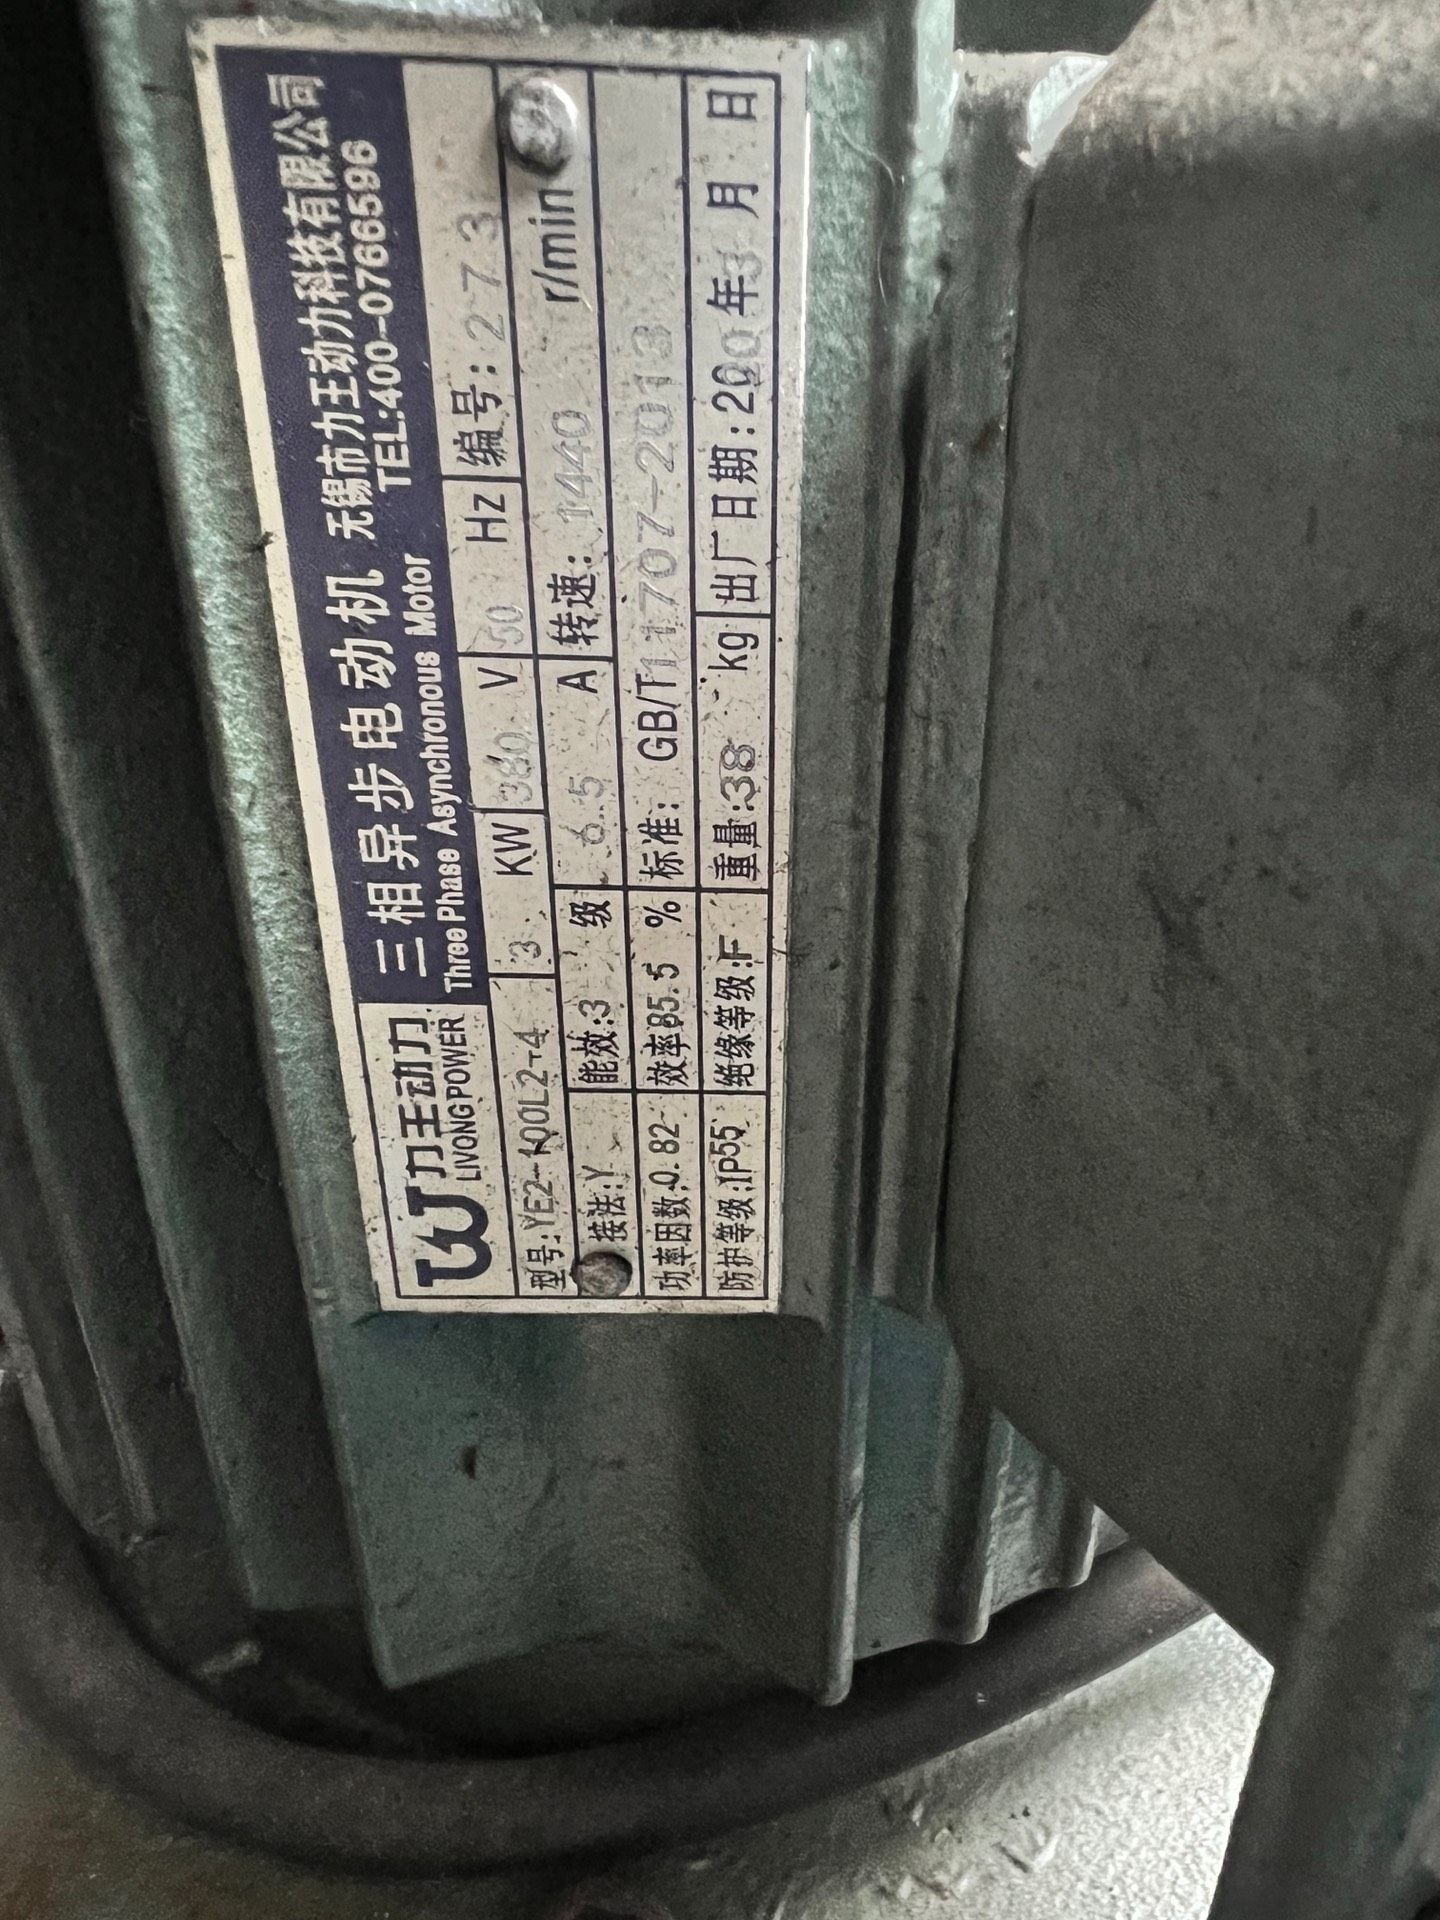 力王动力
LIVONGPOWER
三相异步电动机
Three Phase Asynchronous Motor
无锡市力王动力科技有限公司
TEL:400-0766596
型号:YE2-100L2-4 3 KW 380 V 50 Hz 编号:273
接法:Y 能效:3 级 6.5 A 转速:1440 r/min
功率因数:0.82 效率85.5 % 标准: GB/T11707-2013
防护等级:IP55 绝缘等级:F 重量:38 kg 出厂日期: 年 月 日